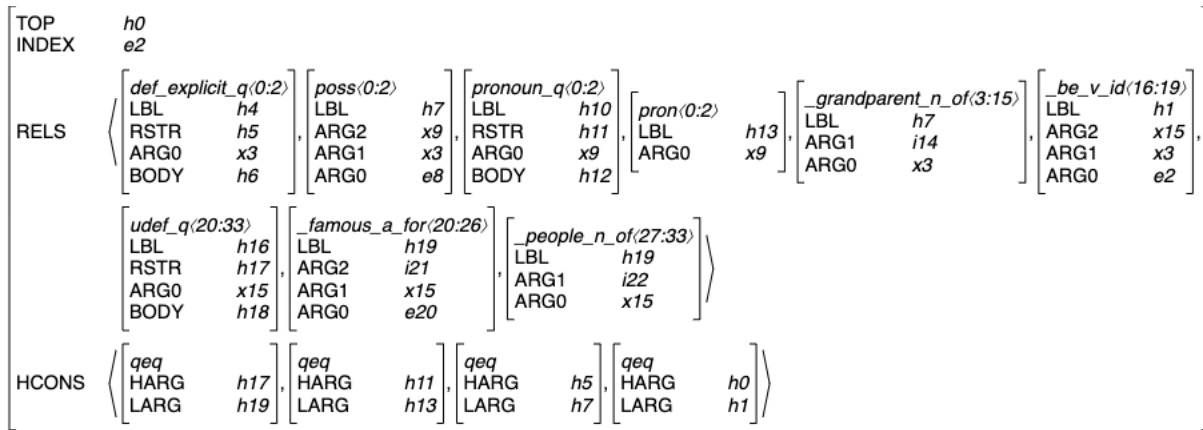 TOP h0
INDEX e2
def_explicit_q⟨0:2⟩ poss⟨0:2⟩ pronoun_q⟨0:2⟩ pron⟨0:2⟩ _grandparent_n_of⟨3:15⟩ _be_v_id⟨16:19⟩
LBL h4 LBL h7 LBL h10 LBL h13 LBL h7 LBL h1
RELS ⟨ RSTR h5 , ARG2 x9 , RSTR h11 , ARG0 x9 , ARG1 i14 , ARG2 x15 ,
ARG0 x3 ARG1 x3 ARG0 x9 ARG0 x3 ARG1 x3
BODY h6 ARG0 e8 BODY h12 ARG0 e2
udef_q⟨20:33⟩ _famous_a_for⟨20:26⟩ _people_n_of⟨27:33⟩
LBL h16 LBL h19 LBL h19
RSTR h17 , ARG2 i21 , ARG1 i22 ⟩
ARG0 x15 ARG1 x15 ARG0 x15
BODY h18 ARG0 e20
qeq qeq qeq qeq
HCONS ⟨ HARG h17 , HARG h11 , HARG h5 , HARG h0 ⟩
LARG h19 LARG h13 LARG h7 LARG h1